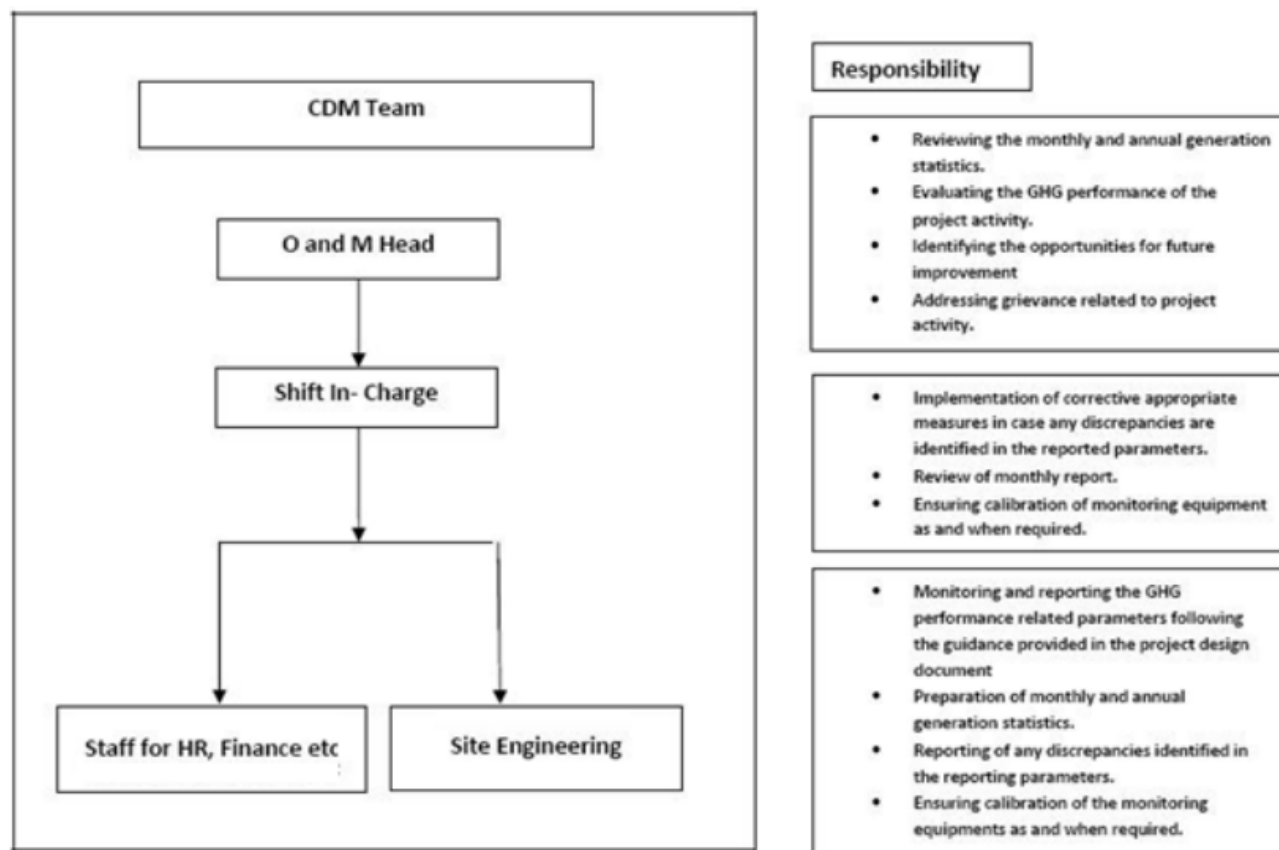 CDM Team
O and M Head
Shift In- Charge
Staff for HR, Finance etc
Site Engineering
Responsibility
• Reviewing the monthly and annual generation
statistics.
• Evaluating the GHG performance of the
project activity.
• Identifying the opportunities for future
improvement
• Addressing grievance related to project
activity.
• Implementation of corrective appropriate
measures in case any discrepancies are
identified in the reported parameters.
• Review of monthly report.
• Ensuring calibration of monitoring equipment
as and when required.
• Monitoring and reporting the GHG
performance related parameters following
the guidance provided in the project design
document
• Preparation of monthly and annual
generation statistics.
• Reporting of any discrepancies identified in
the reporting parameters.
• Ensuring calibration of the monitoring
equipments as and when required.